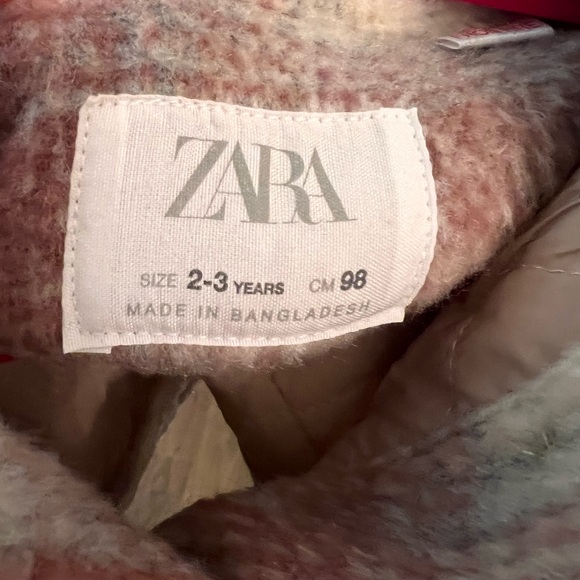 ZARA
SIZE 2-3 YEARS CM 98
MADE IN BANGLADESH